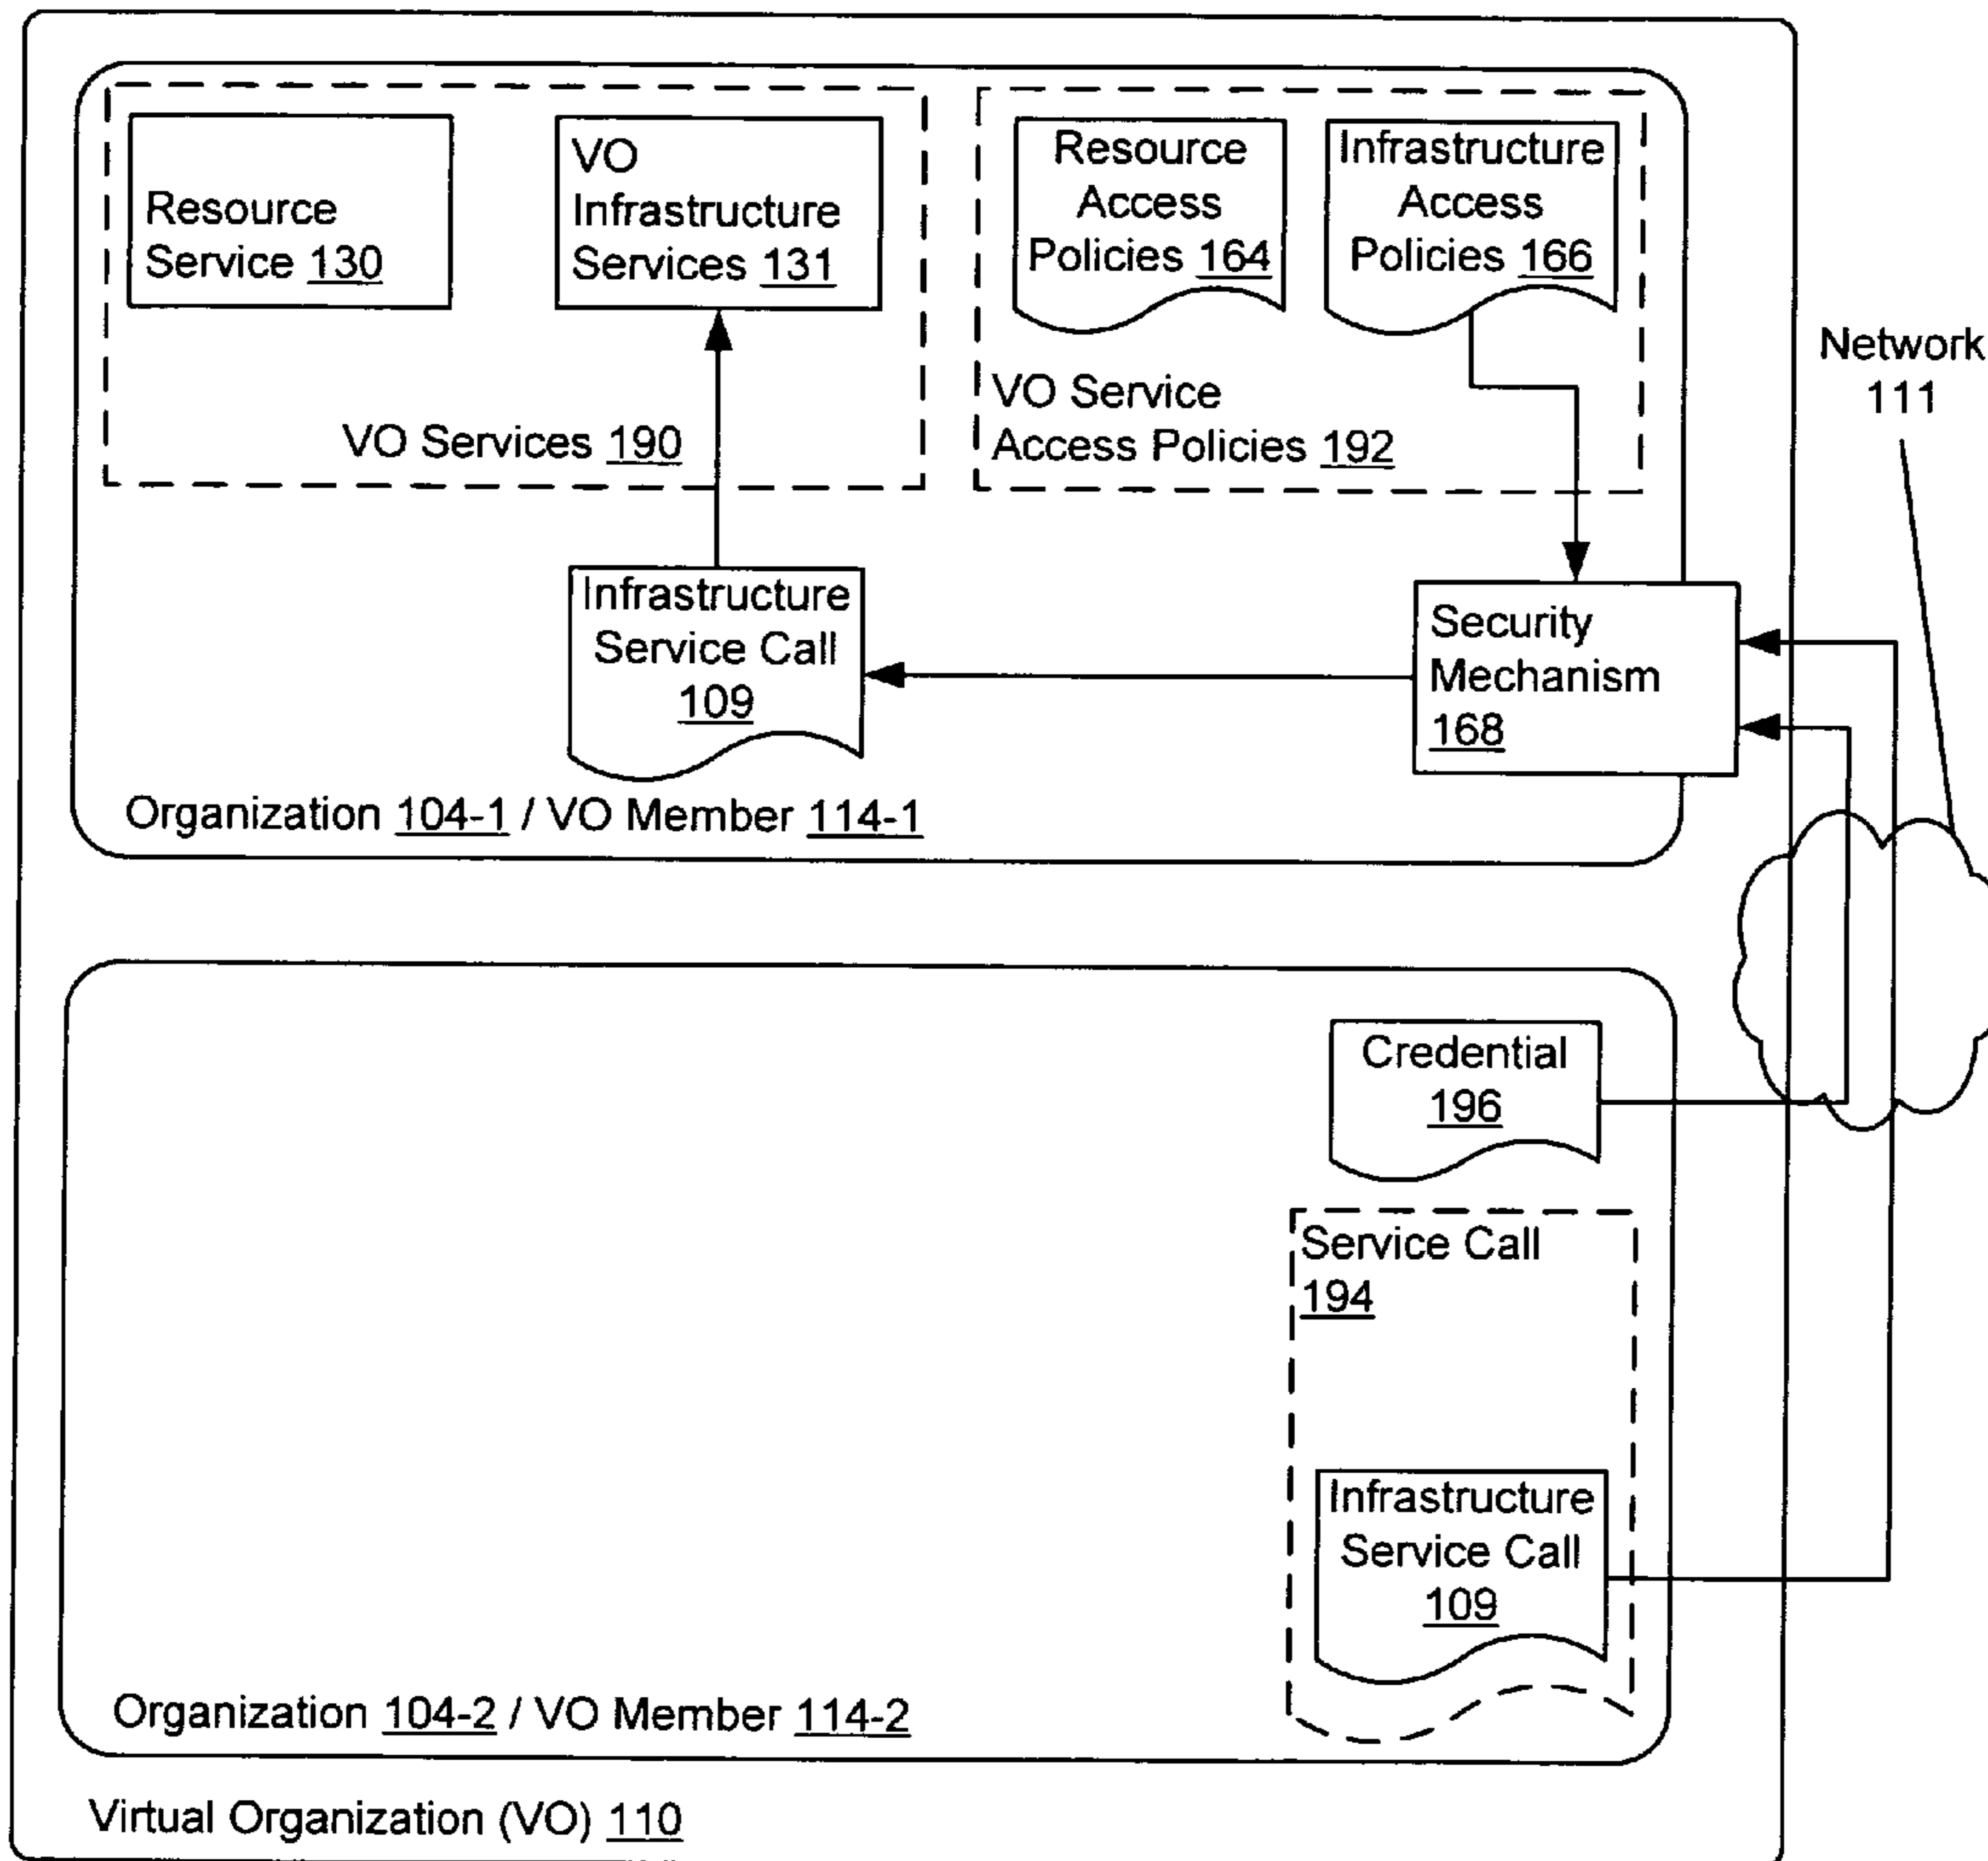 Resource
Service 130
VO
Infrastructure
Services 131
VO Services 190
Resource
Access
Policies 164
Infrastructure
Access
Policies 166
VO Service
Access Policies 192
Network
111
Infrastructure
Service Call
109
Security
Mechanism
168
Organization 104-1 / VO Member 114-1
Credential
196
Service Call
194
Infrastructure
Service Call
109
Organization 104-2 / VO Member 114-2
Virtual Organization (VO) 110